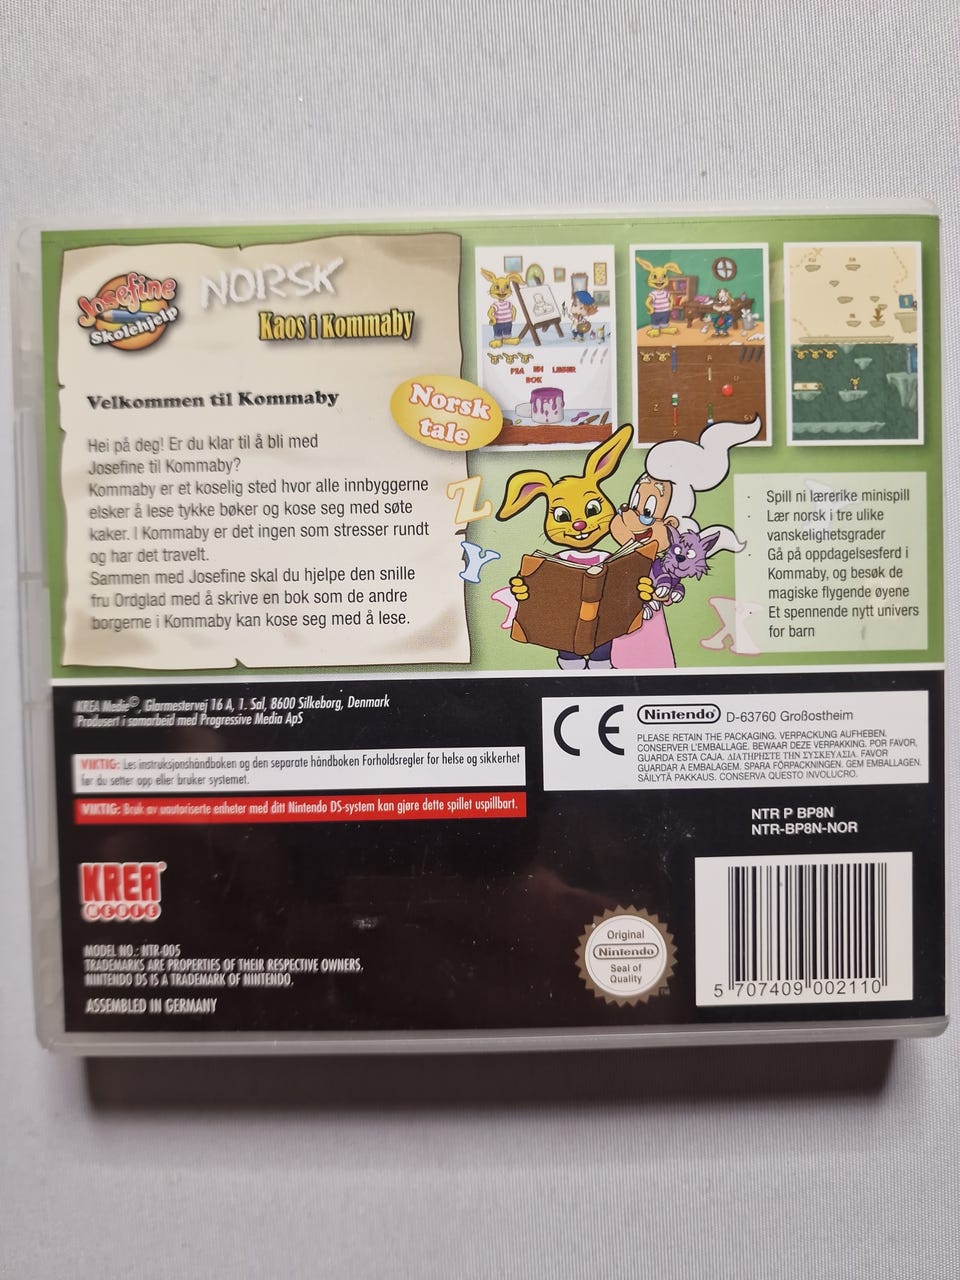 Josefine
Skolehjelp
NORSK
Kaos i Kommaby
Velkommen til Kommaby
Hei på deg! Er du klar til å bli med
Josefine til Kommaby?
Kommaby er et koselig sted hvor alle innbyggerne
elsker å lese tykke bøker og kose seg med søte
kaker. I Kommaby er det ingen som stresser rundt
og har det travelt.
Sammen med Josefine skal du hjelpe den snille
fru Ordglad med å skrive en bok som de andre
borgerne i Kommaby kan kose seg med å lese.
Norsk
tale
Z
Y
· Spill ni lærerike minispill
· Lær norsk i tre ulike
vanskelighetsgrader
· Gå på oppdagelsesferd i
Kommaby, og besøk de
magiske flygende øyene
· Et spennende nytt univers
for barn
KREA Medie©, Glarmestervej 16 A, 1. Sal, 8600 Silkeborg, Denmark
Produsert i samarbeid med Progressive Media ApS
VIKTIG: Les instruksjonshåndboken og den separate håndboken Forholdsregler for helse og sikkerhet
før du setter opp eller bruker systemet.
VIKTIG: Bruk av uautoriserte enheter med ditt Nintendo DS-system kan gjøre dette spillet uspillbart.
CE
Nintendo® D-63760 Großostheim
PLEASE RETAIN THE PACKAGING. VERPACKUNG AUFHEBEN.
CONSERVER L'EMBALLAGE. BEWAAR DEZE VERPAKKING. POR FAVOR,
GUARDA ESTA CAJA. ΔΙΑΤΗΡΗΣΤΕ ΤΗΝ ΣΥΣΚΕΥΑΣΙΑ. FAVOR
GUARDAR A EMBALAGEM. SPARA FÖRPACKNINGEN. GEM EMBALLAGEN.
SÄILYTÄ PAKKAUS. CONSERVA QUESTO INVOLUCRO.
NTR P BP8N
NTR-BP8N-NOR
KREA®
MEDIE
MODEL NO.: NTR-005
TRADEMARKS ARE PROPERTIES OF THEIR RESPECTIVE OWNERS.
NINTENDO DS IS A TRADEMARK OF NINTENDO.
ASSEMBLED IN GERMANY
Original
Nintendo®
Seal of
Quality
TM
5 707409 002110